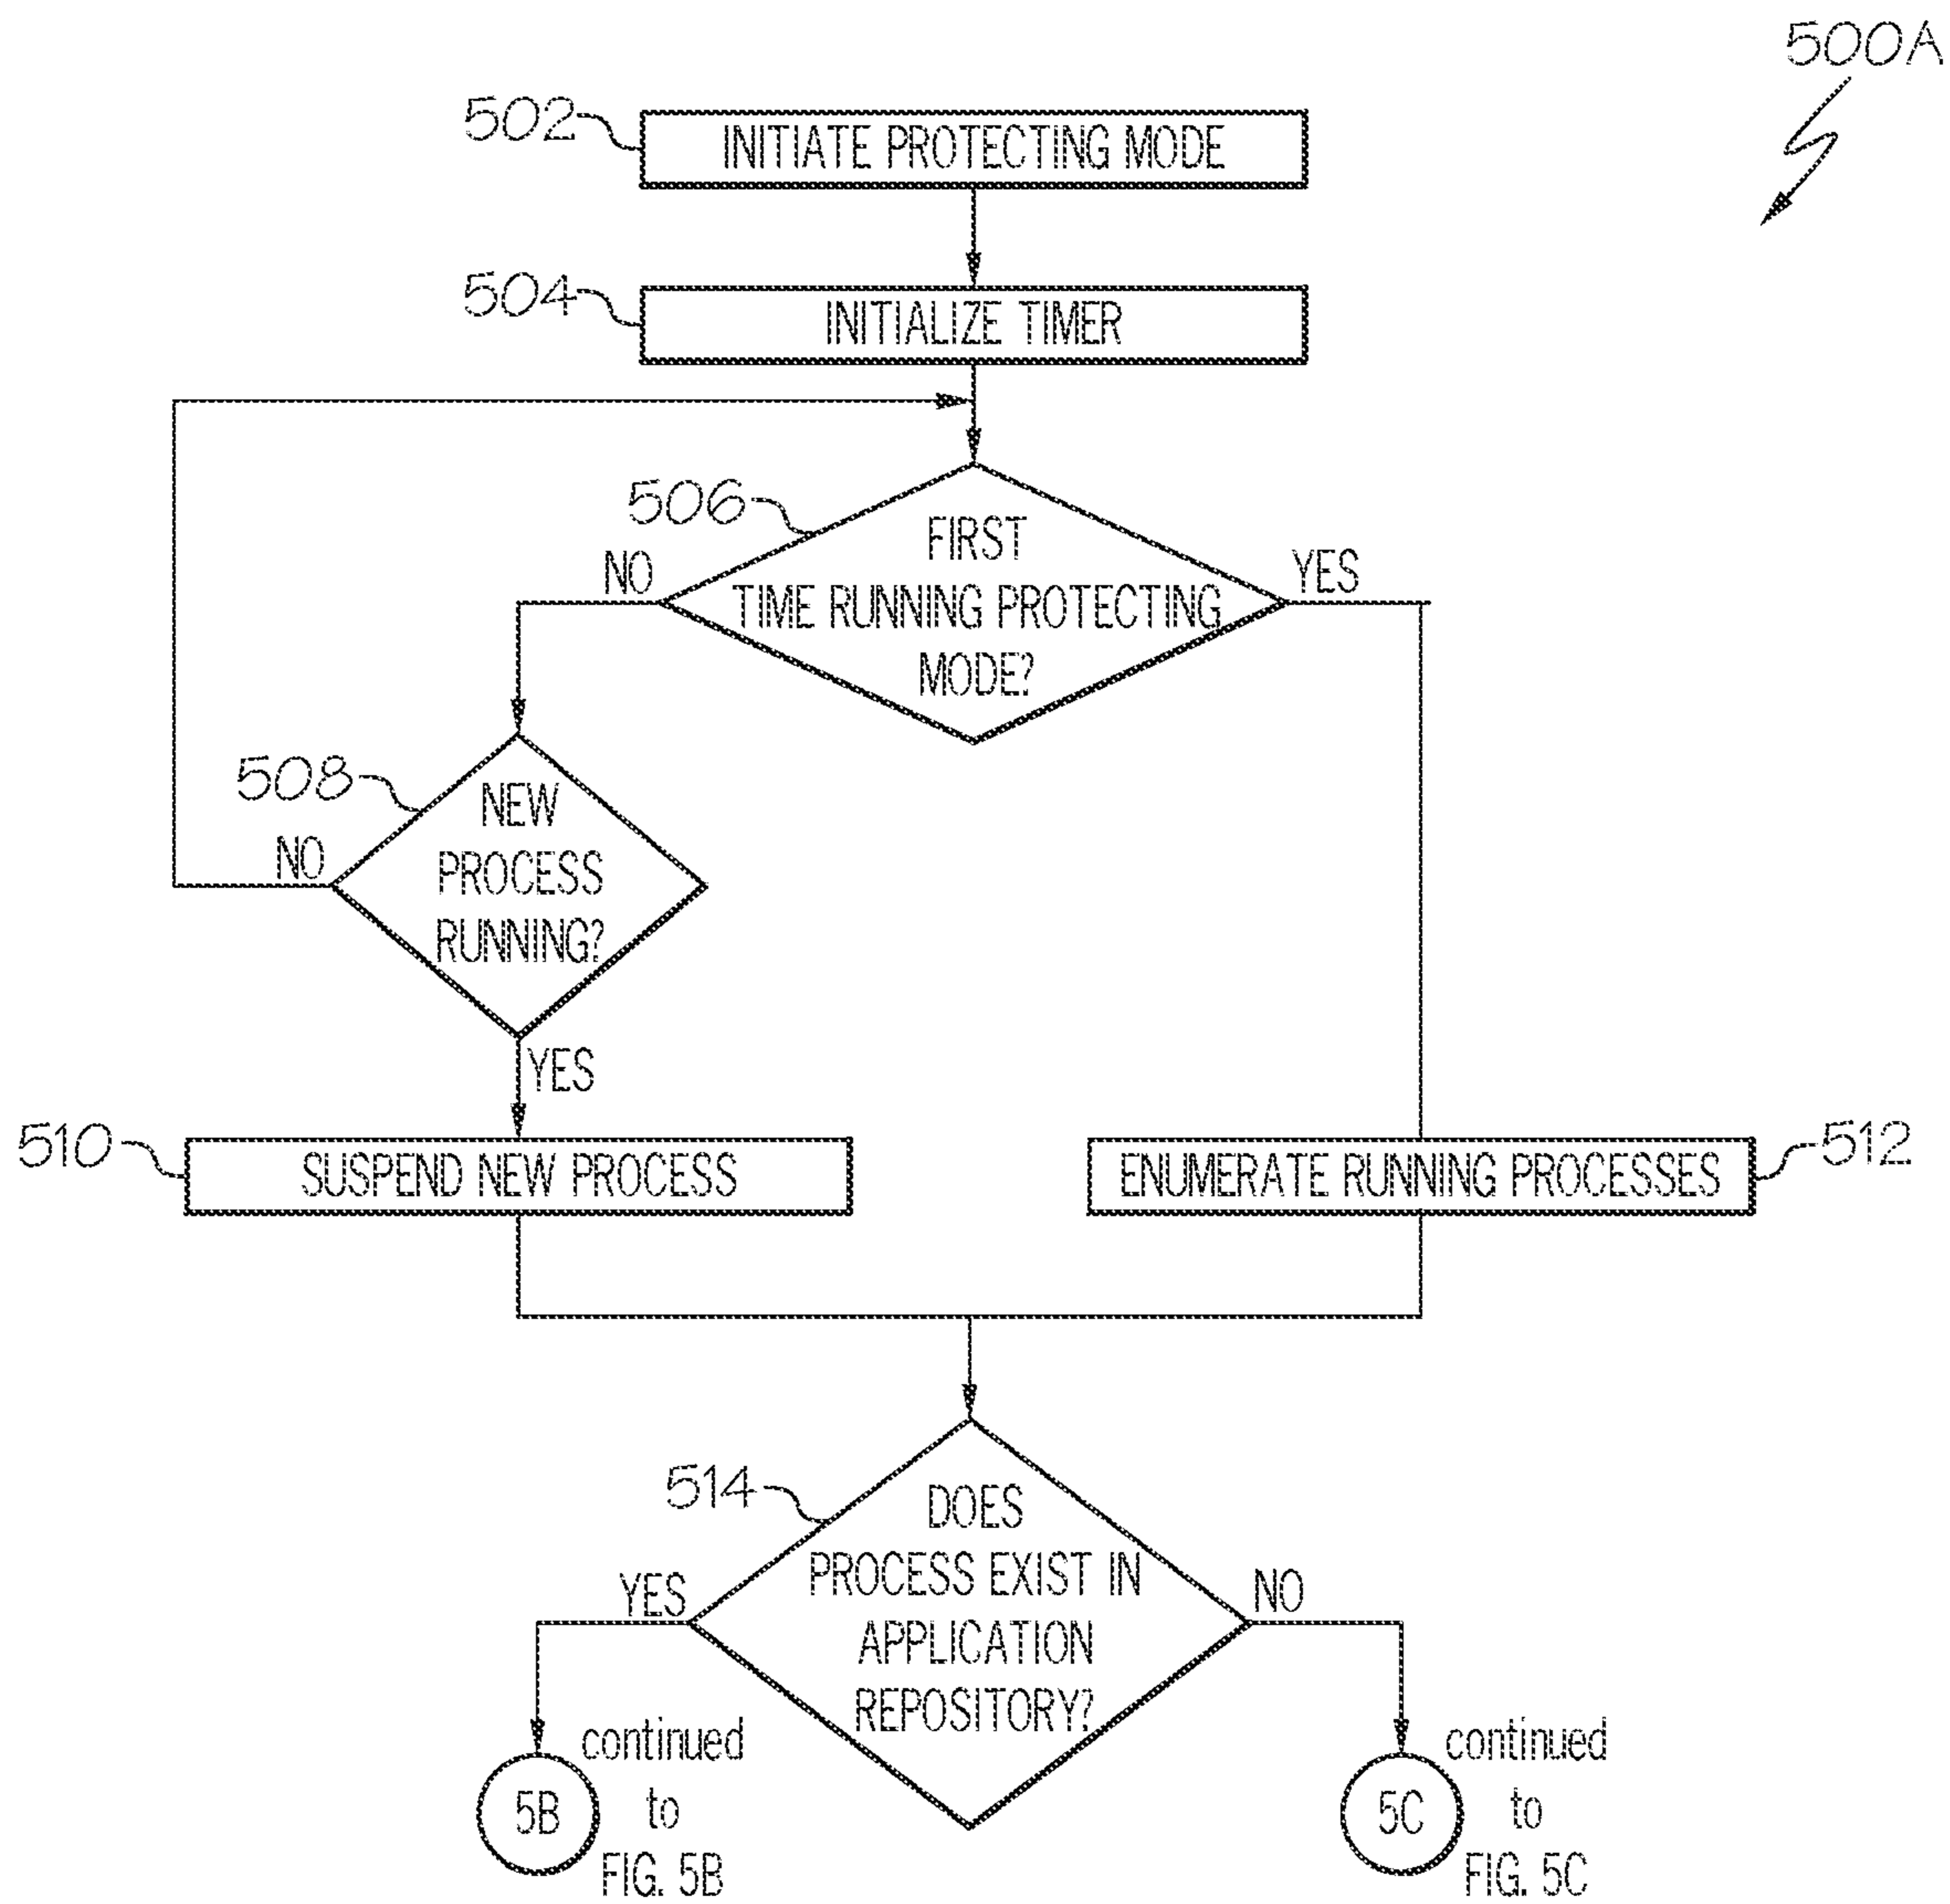 500A
502
INITIATE PROTECTING MODE
504
INITIALIZE TIMER
506
FIRST
TIME RUNNING PROTECTING
MODE?
NO
YES
508
NEW
PROCESS
RUNNING?
NO
YES
510
SUSPEND NEW PROCESS
ENUMERATE RUNNING PROCESSES
512
514
DOES
PROCESS EXIST IN
APPLICATION
REPOSITORY?
YES
NO
5B
continued
to
FIG. 5B
5C
continued
to
FIG. 5C